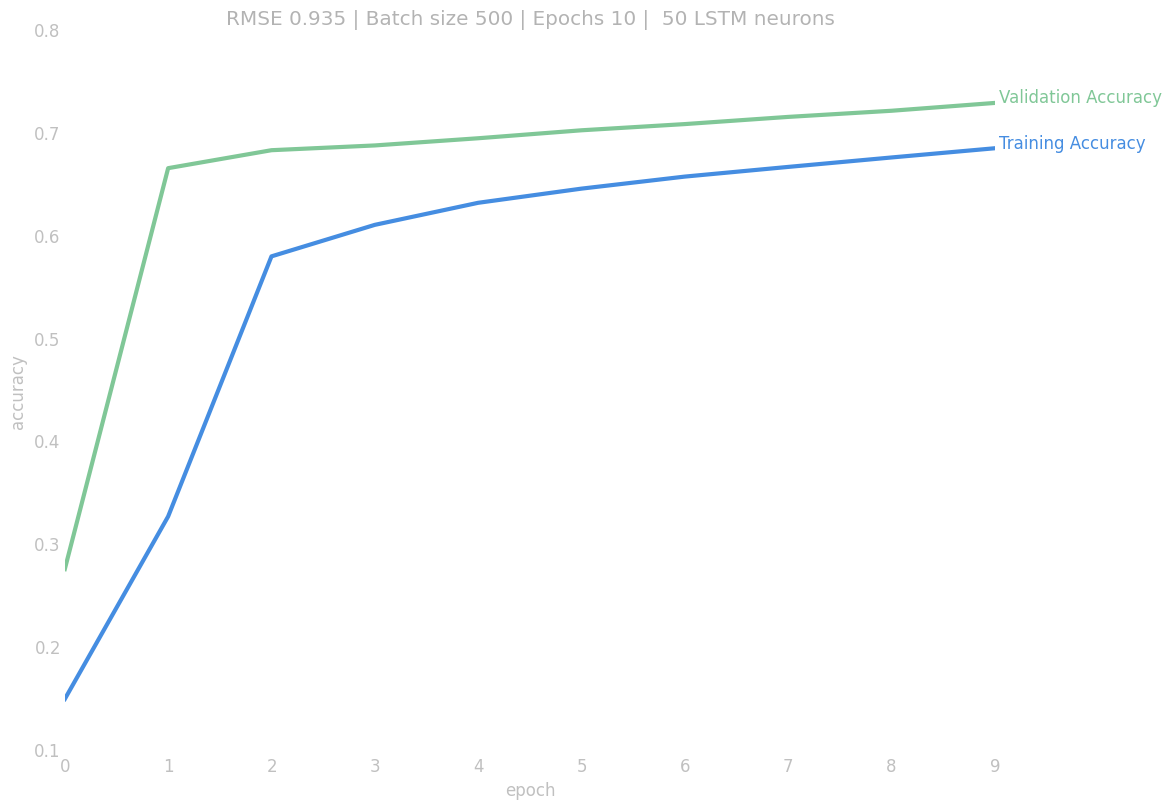 RMSE 0.935 | Batch size 500 | Epochs 10 |  50 LSTM neurons
0.8
0.7
0.6
0.5
0.4
0.3
0.2
0.1
accuracy
Validation Accuracy
Training Accuracy
0 1 2 3 4 5 6 7 8 9
epoch